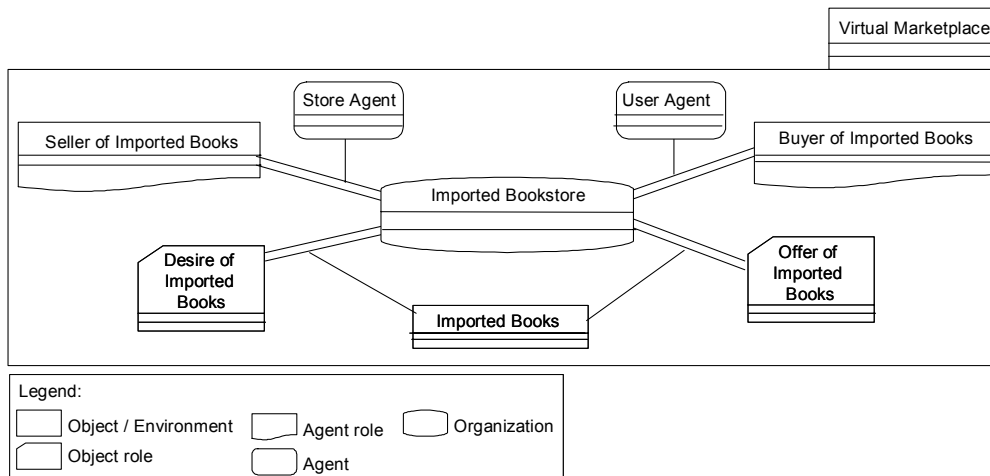 Virtual Marketplace
Store Agent
User Agent
Seller of Imported Books
Buyer of Imported Books
Imported Bookstore
Desire of
Imported
Books
Offer of
Imported
Books
Imported Books
Legend:
Object / Environment
Agent role
Organization
Object role
Agent